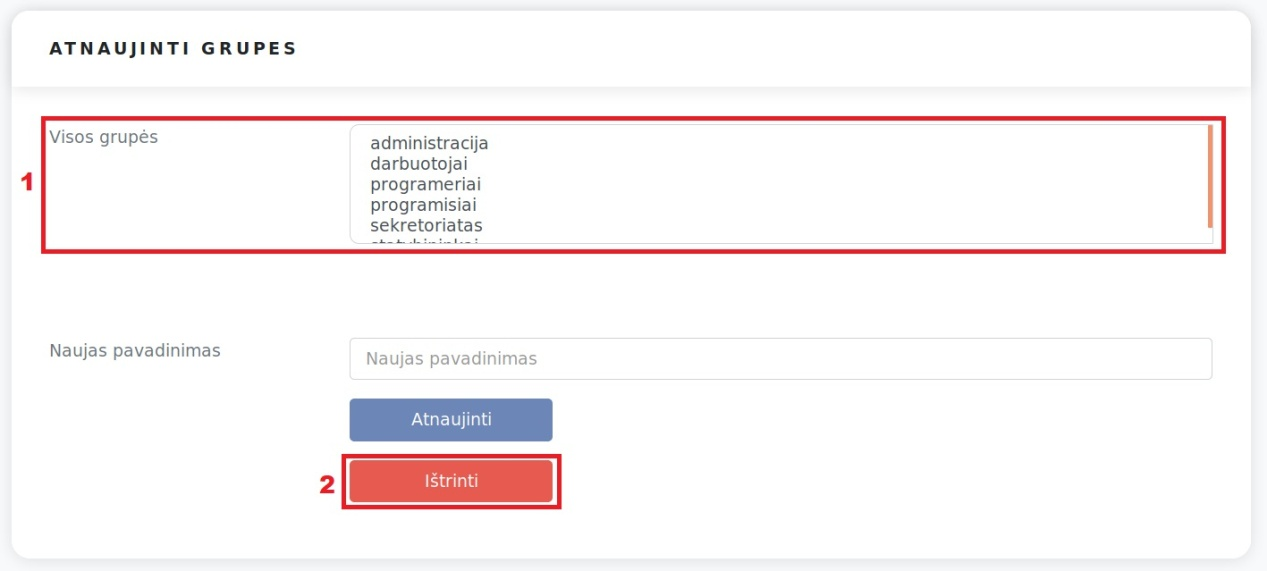 ATNAUJINTI GRUPES
Visos grupės
administracija
darbuotojai
programeriai
programisiai
sekretoriatas
1
Naujas pavadinimas
Naujas pavadinimas
Atnaujinti
2
Ištrinti